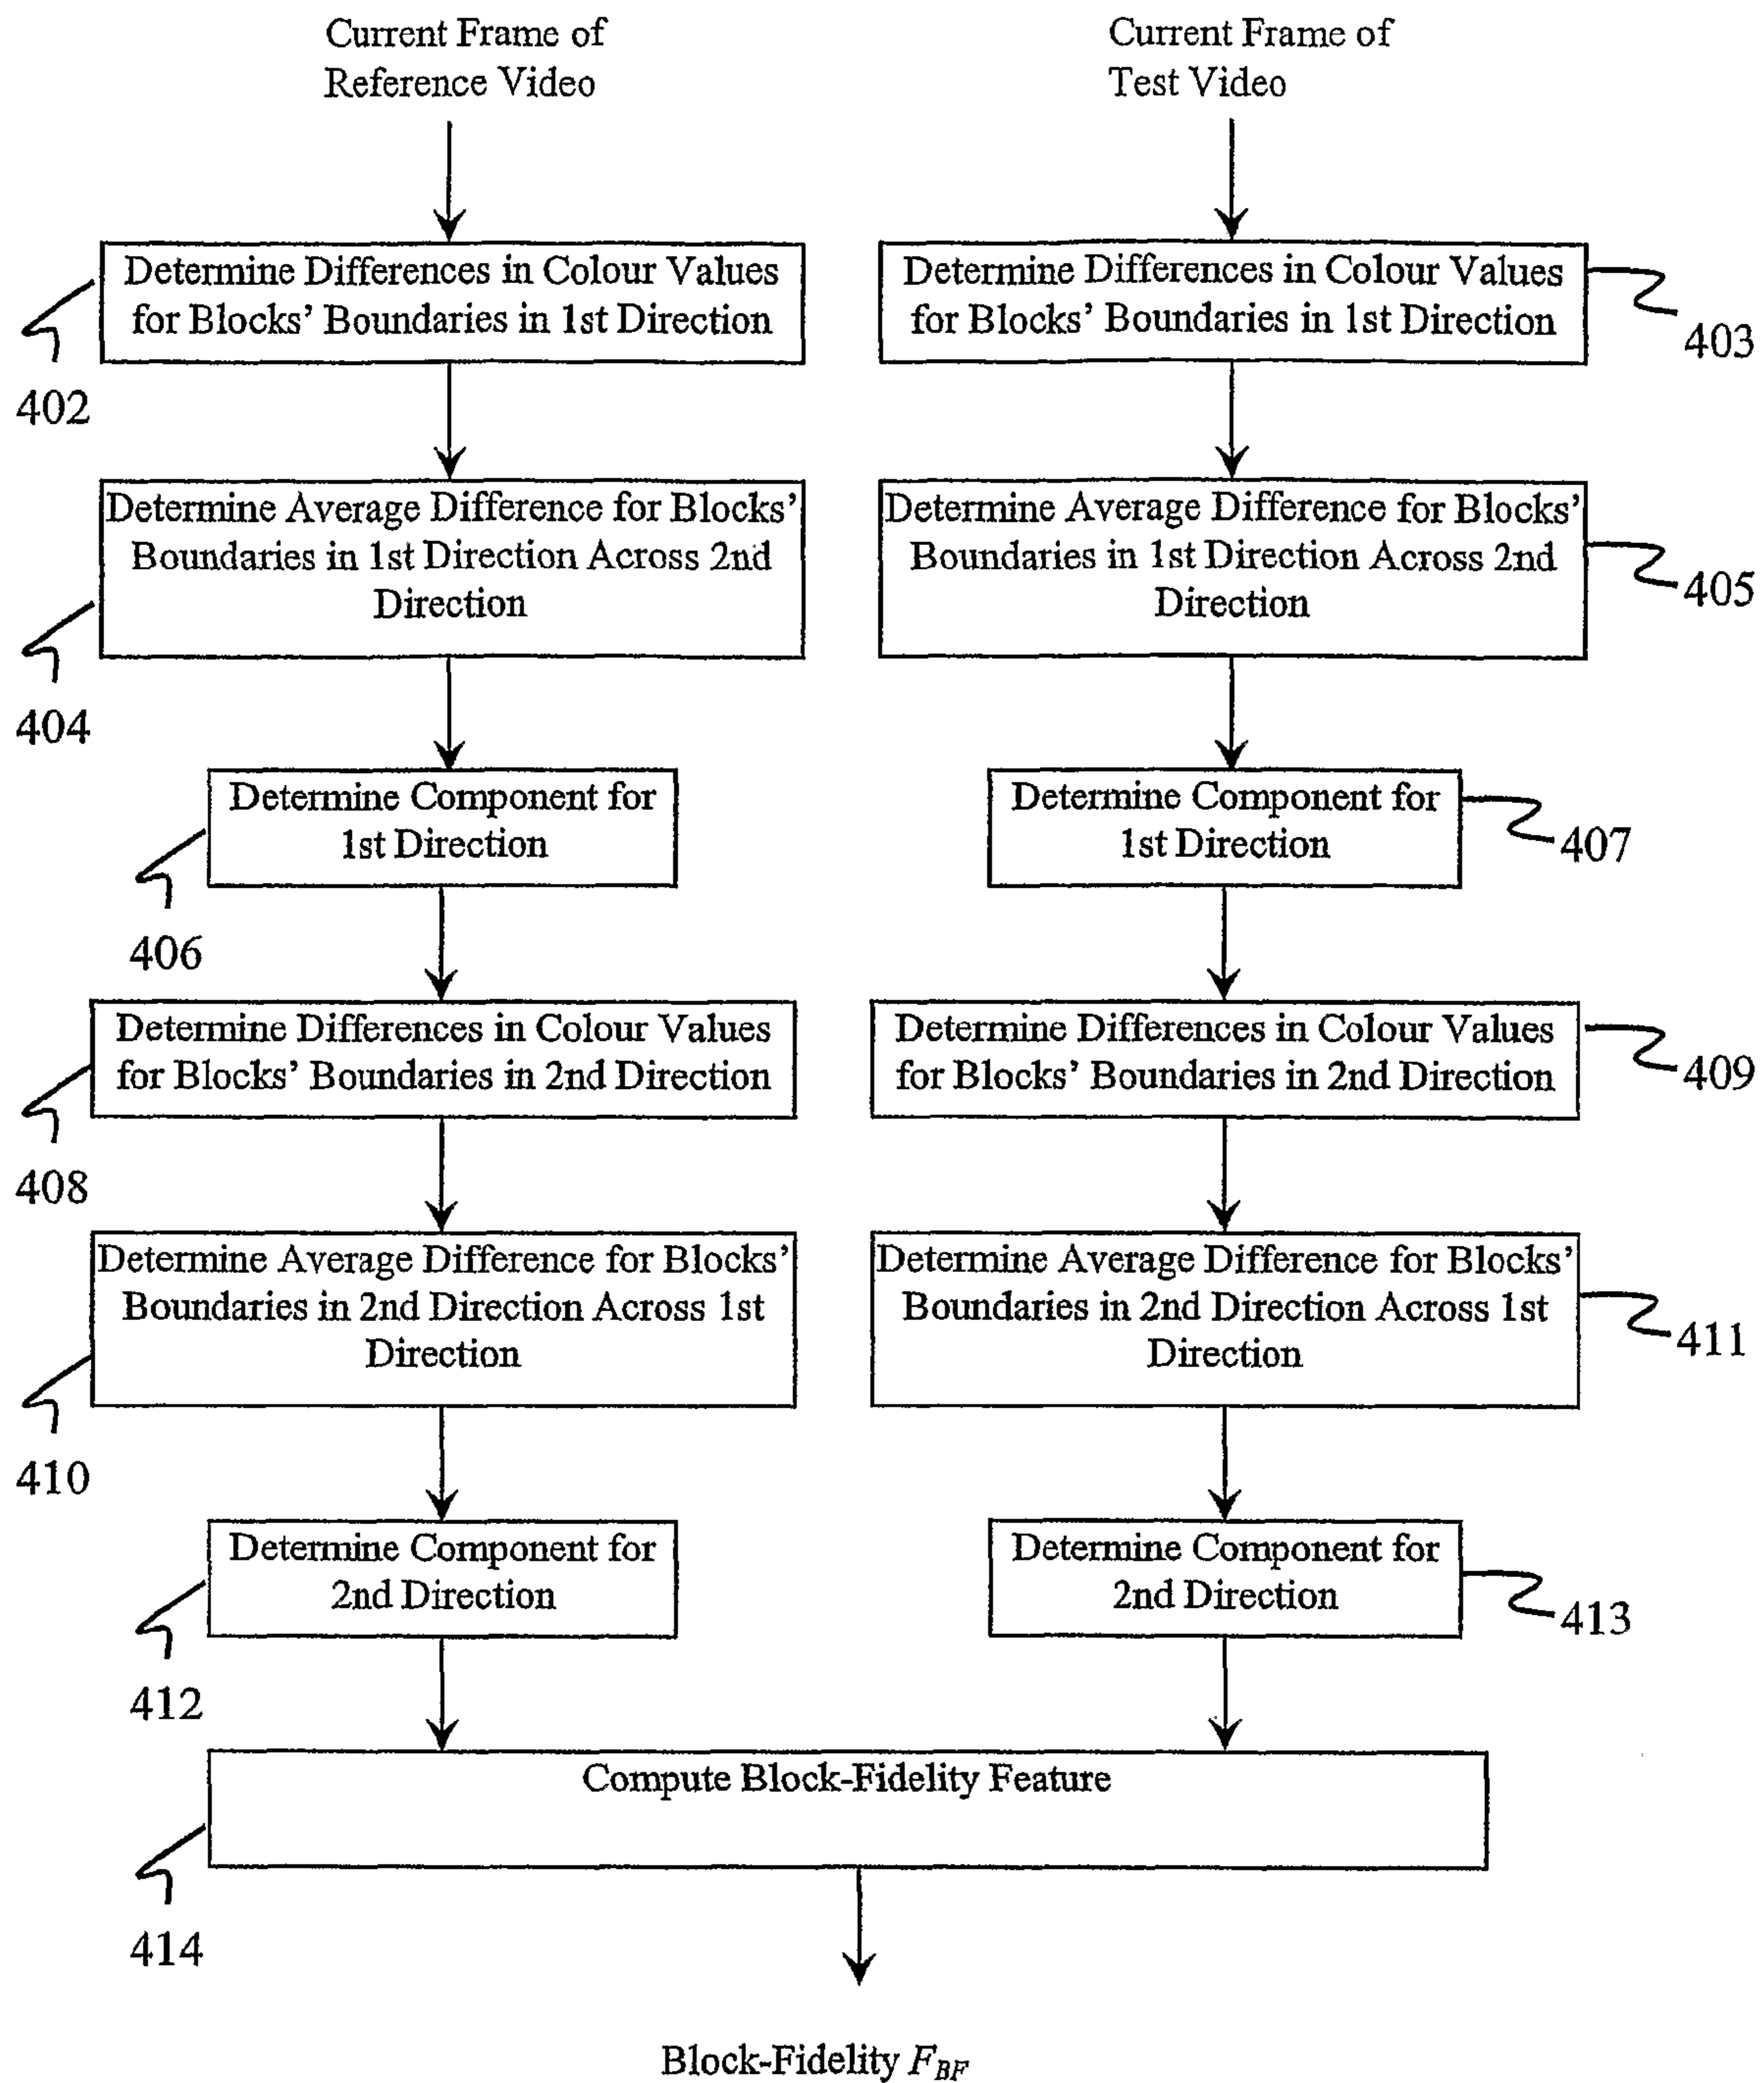 Current Frame of
Reference Video
Current Frame of
Test Video
Determine Differences in Colour Values
for Blocks' Boundaries in 1st Direction
402
Determine Differences in Colour Values
for Blocks' Boundaries in 1st Direction
403
Determine Average Difference for Blocks'
Boundaries in 1st Direction Across 2nd
Direction
404
Determine Average Difference for Blocks'
Boundaries in 1st Direction Across 2nd
Direction
405
Determine Component for
1st Direction
406
Determine Component for
1st Direction
407
Determine Differences in Colour Values
for Blocks' Boundaries in 2nd Direction
408
Determine Differences in Colour Values
for Blocks' Boundaries in 2nd Direction
409
Determine Average Difference for Blocks'
Boundaries in 2nd Direction Across 1st
Direction
410
Determine Average Difference for Blocks'
Boundaries in 2nd Direction Across 1st
Direction
411
Determine Component for
2nd Direction
412
Determine Component for
2nd Direction
413
Compute Block-Fidelity Feature
414
Block-Fidelity F_BF